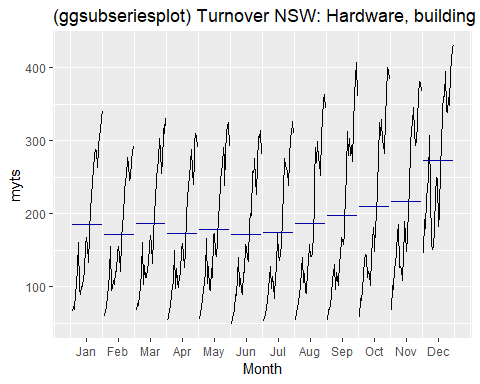 (ggsubseriesplot) Turnover NSW: Hardware, building
400
300
200
100
myts
Jan Feb Mar Apr May Jun Jul Aug Sep Oct Nov Dec
Month